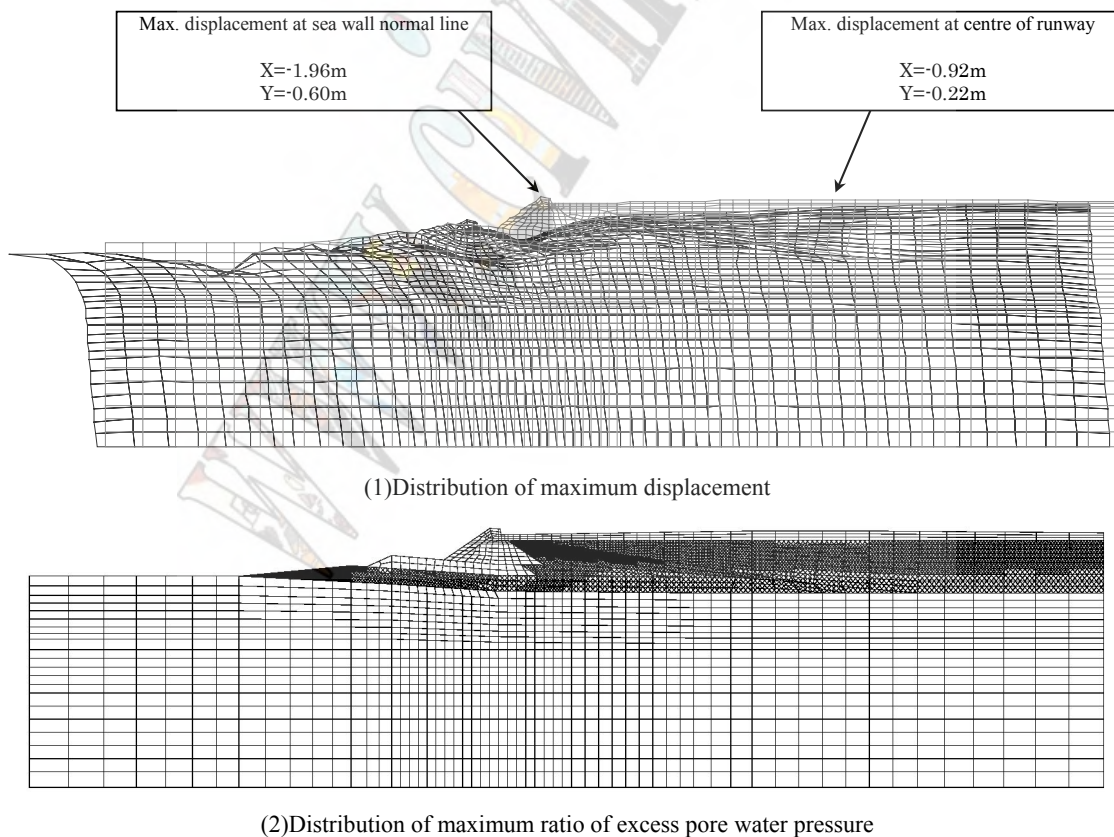 Max. displacement at sea wall normal line
X=-1.96m
Y=-0.60m
Max. displacement at centre of runway
X=-0.92m
Y=-0.22m
(1)Distribution of maximum displacement
(2)Distribution of maximum ratio of excess pore water pressure